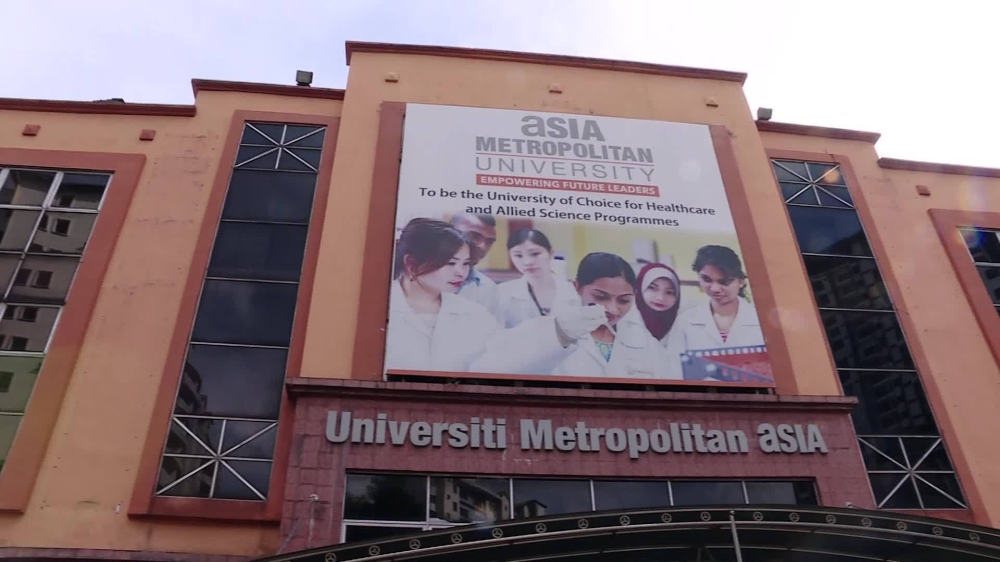 aSIA
METROPOLITAN
UNIVERSITY
EMPOWERING FUTURE LEADERS
To be the University of Choice for Healthcare
and Allied Science Programmes
Universiti Metropolitan aSIA